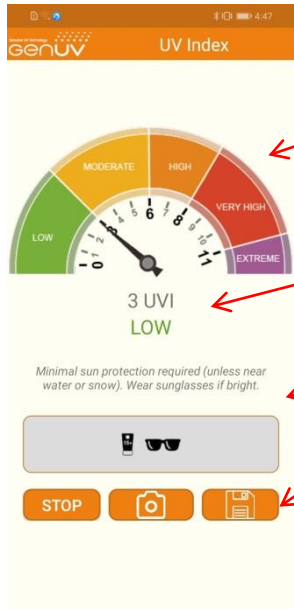 4:47
GenUV
UV Index
LOW
MODERATE
HIGH
VERY HIGH
EXTREME
0
1
2
3
4
5
6
7
8
9
10
11
3 UVI
LOW
Minimal sun protection required (unless near
water or snow). Wear sunglasses if bright.
STOP